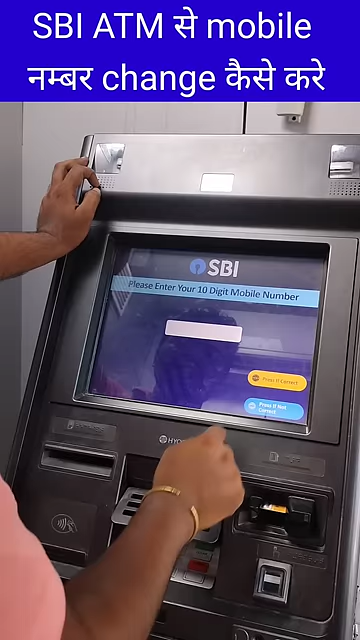 SBI ATM से mobile
नम्बर change कैसे करे
SBI
Please Enter Your 10 Digit Mobile Number
Press If Correct
Press If Not
Correct